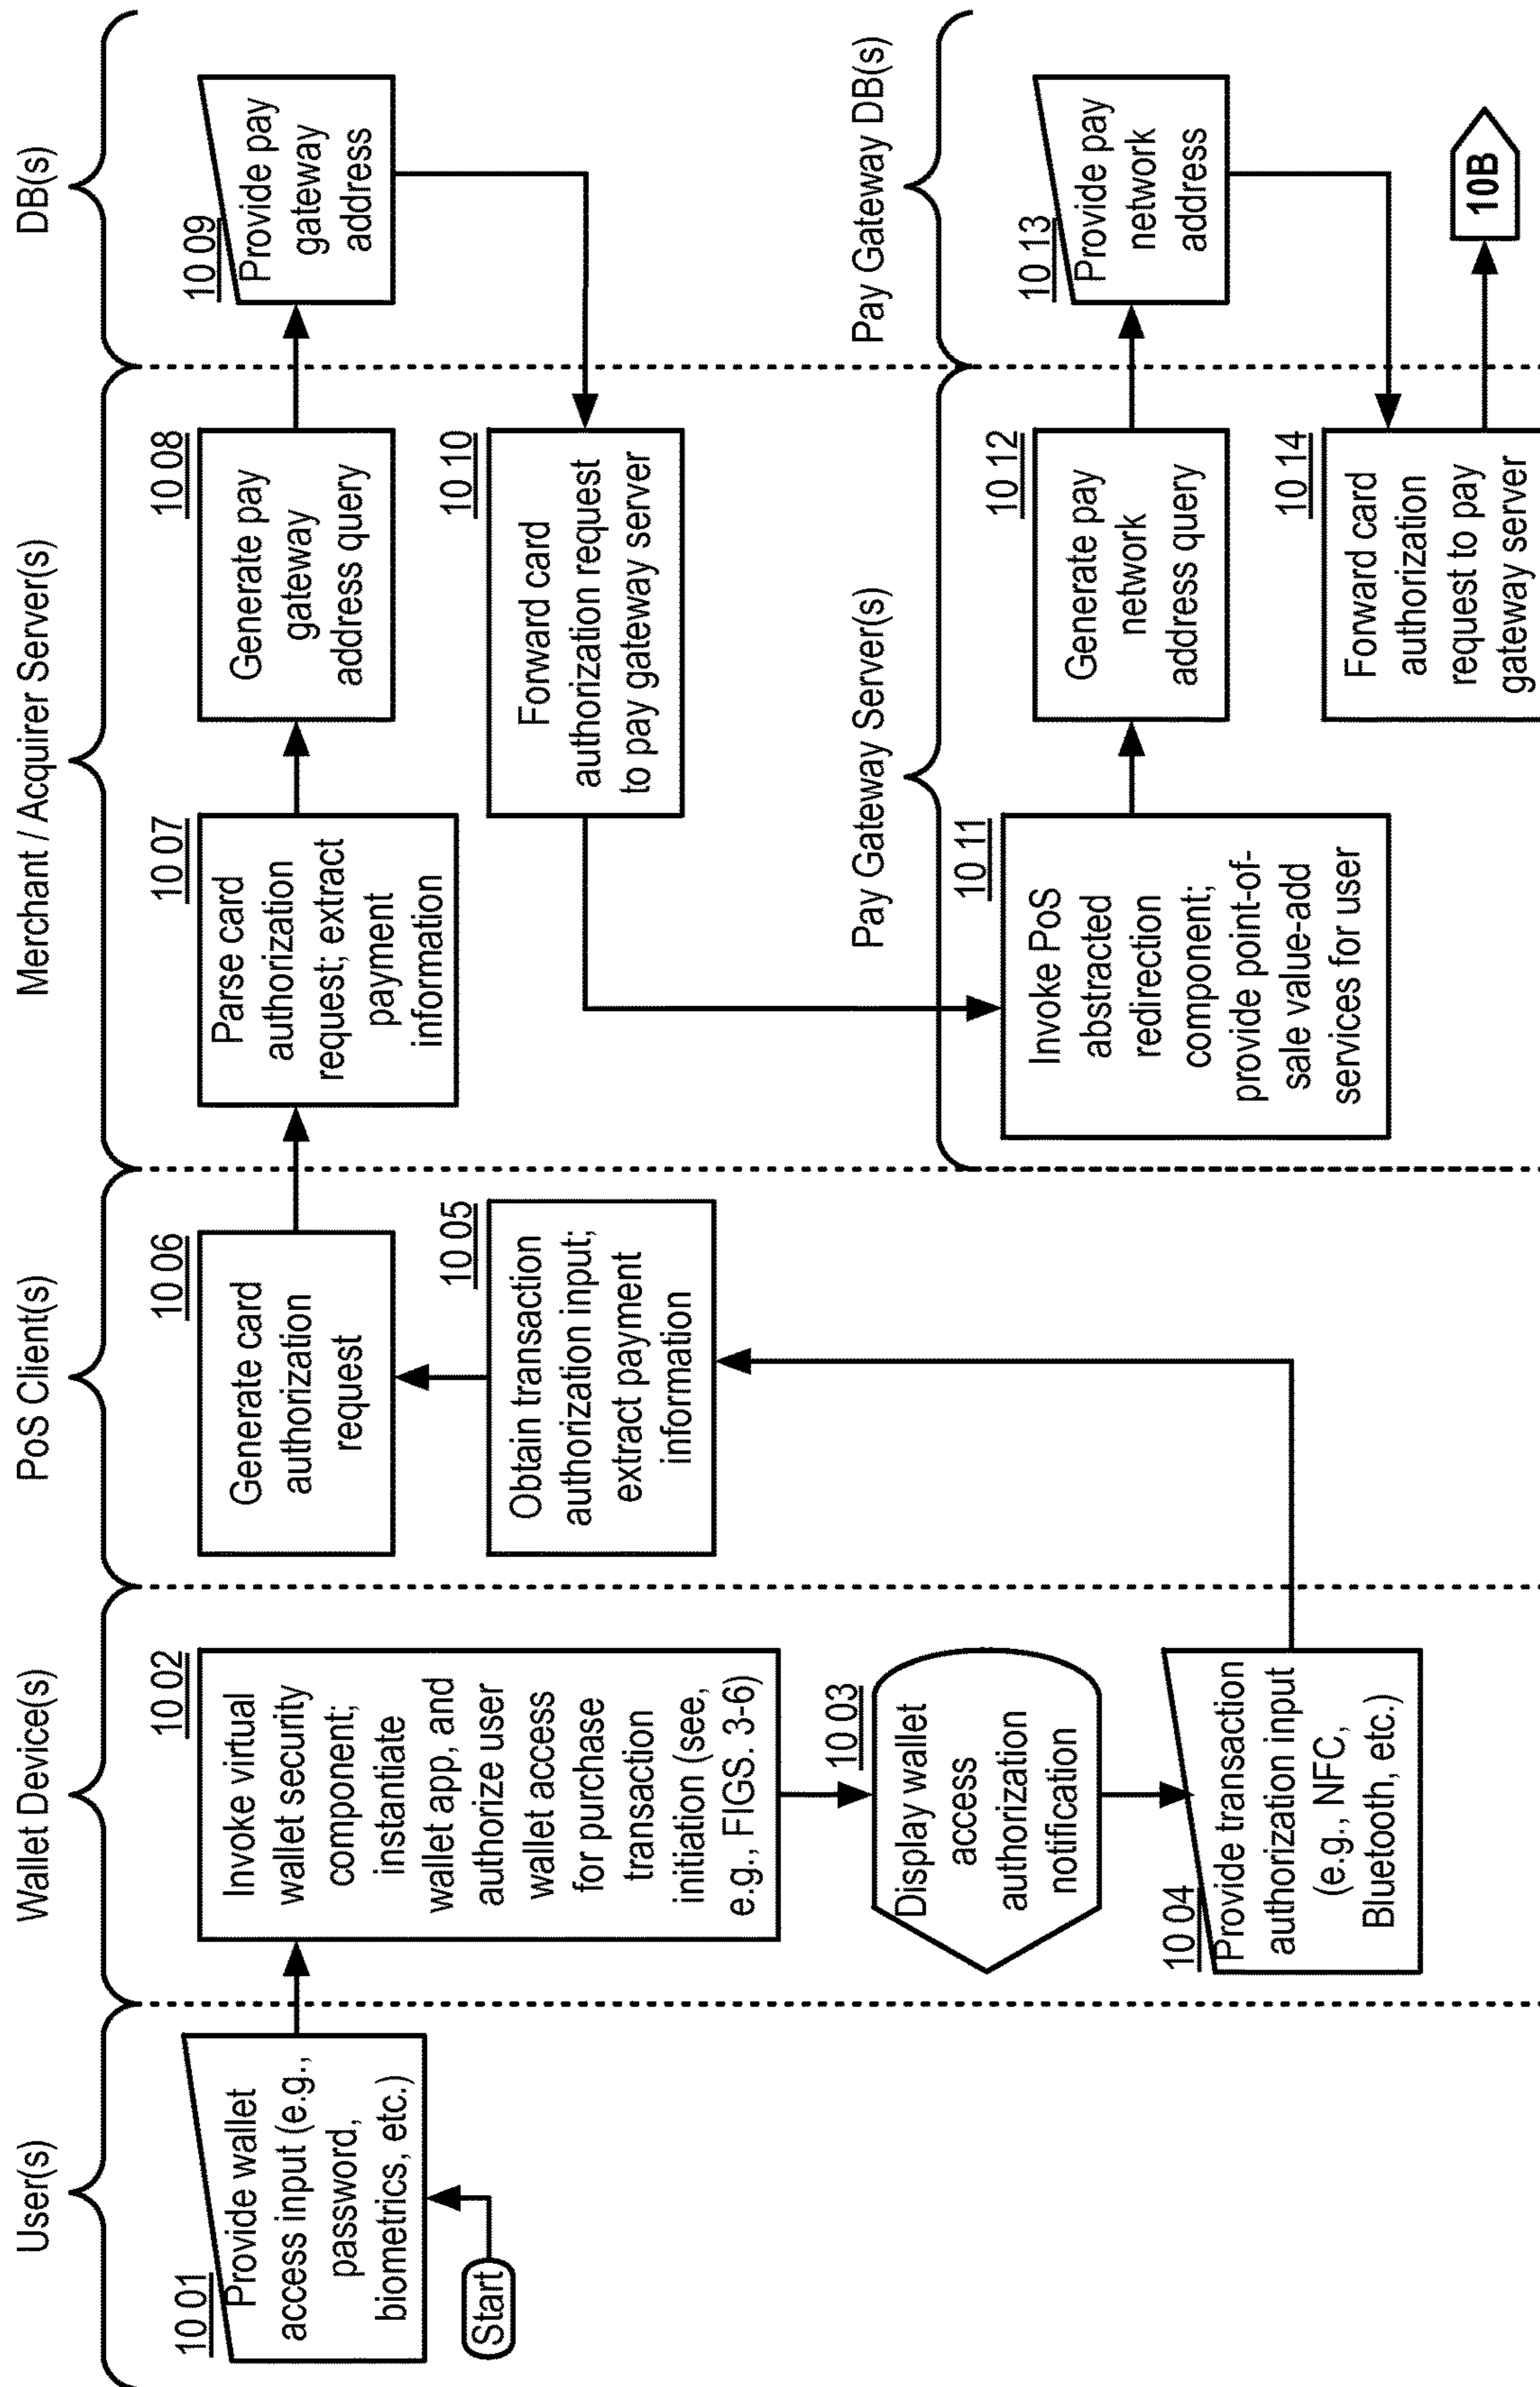 User(s)
Wallet Devices(s)
PoS Client(s)
Merchant / Acquirer Server(s)
DB(s)
Start
10 01
Provide wallet
access input (e.g.,
password,
biometrics, etc.)
10 02
Invoke virtual
wallet security
component;
instantiate
wallet app, and
authorize user
wallet access
for purchase
transaction
initiation (see,
e.g., FIGS. 3-6)
10 03
Display wallet
access
authorization
notification
10 04
Provide transaction
authorization input
(e.g., NFC,
Bluetooth, etc.)
10 05
Obtain transaction
authorization input;
extract payment
information
10 06
Generate card
authorization
request
10 07
Parse card
authorization
request; extract
payment
information
10 08
Generate pay
gateway
address query
10 09
Provide pay
gateway
address
10 10
Forward card
authorization request
to pay gateway server
Pay Gateway Server(s)
Pay Gateway DB(s)
10 11
Invoke PoS
abstracted
redirection
component;
provide point-of-
sale value-add
services for user
10 12
Generate pay
network
address query
10 13
Provide pay
network
address
10 14
Forward card
authorization
request to pay
gateway server
10B